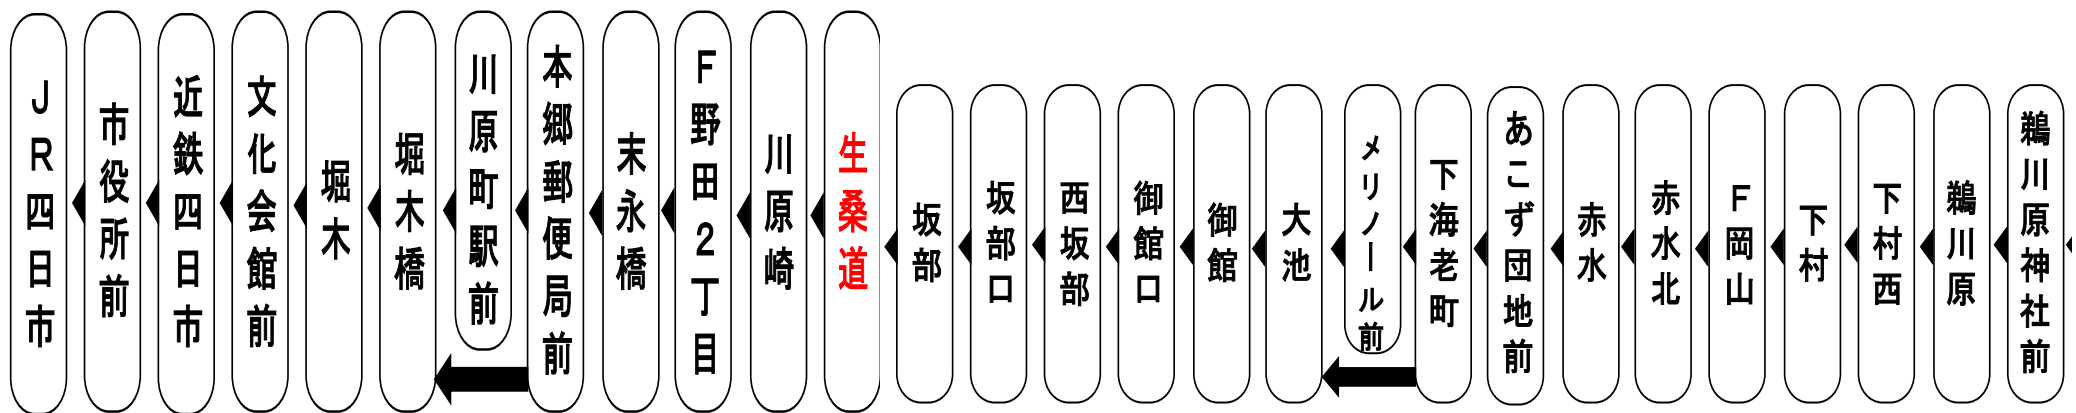 JR四日市
市役所前
近鉄四日市
文化会館前
堀木
堀木橋
川原町駅前
本郷郵便局前
末永橋
F野田2丁目
川原崎
生桑道
坂部
坂部口
西坂部
御館口
御館
大池
メリノール前
下海老町
あこず団地前
赤水
赤水北
F岡山
下村
下村西
鵜川原
鵜川原神社前